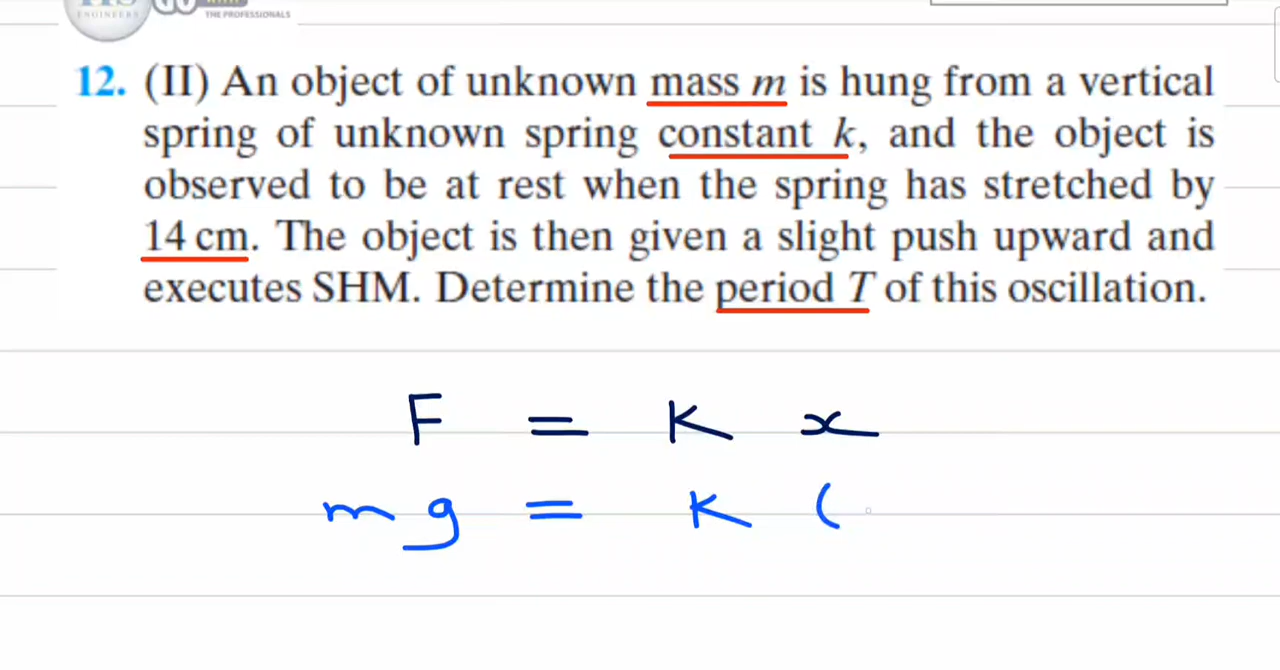 ENGINEERS
THE PROFESSIONALS
12. (II) An object of unknown mass m is hung from a vertical
spring of unknown spring constant k, and the object is
observed to be at rest when the spring has stretched by
14 cm. The object is then given a slight push upward and
executes SHM. Determine the period T of this oscillation.
F = K x
mg = K (